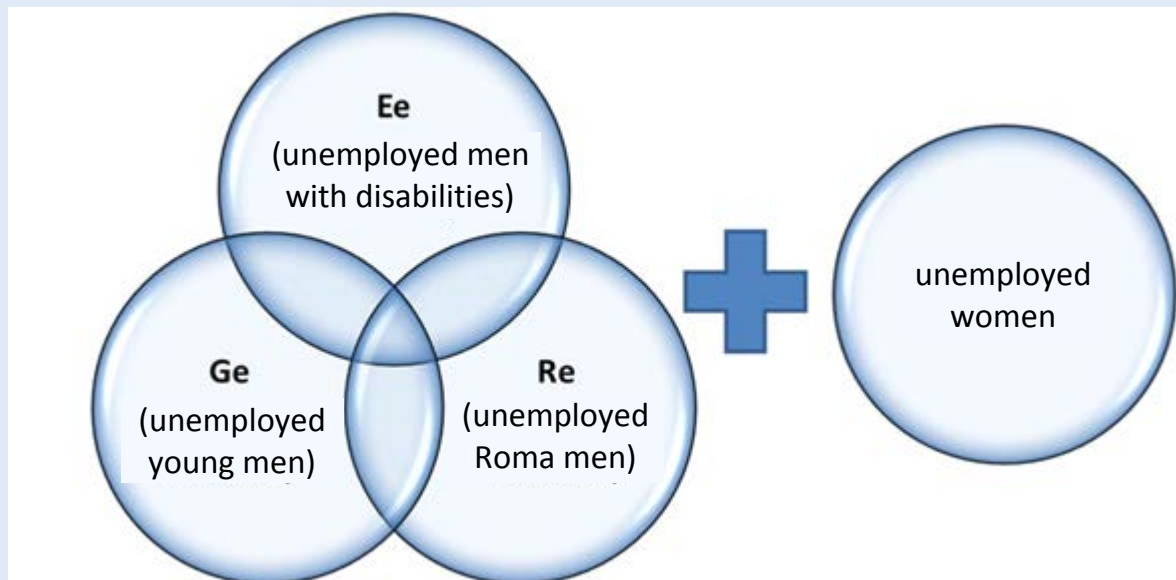 Ee
(unemployed men
with disabilities)
unemployed
women
Ge
(unemployed
young men)
Re
(unemployed
Roma men)